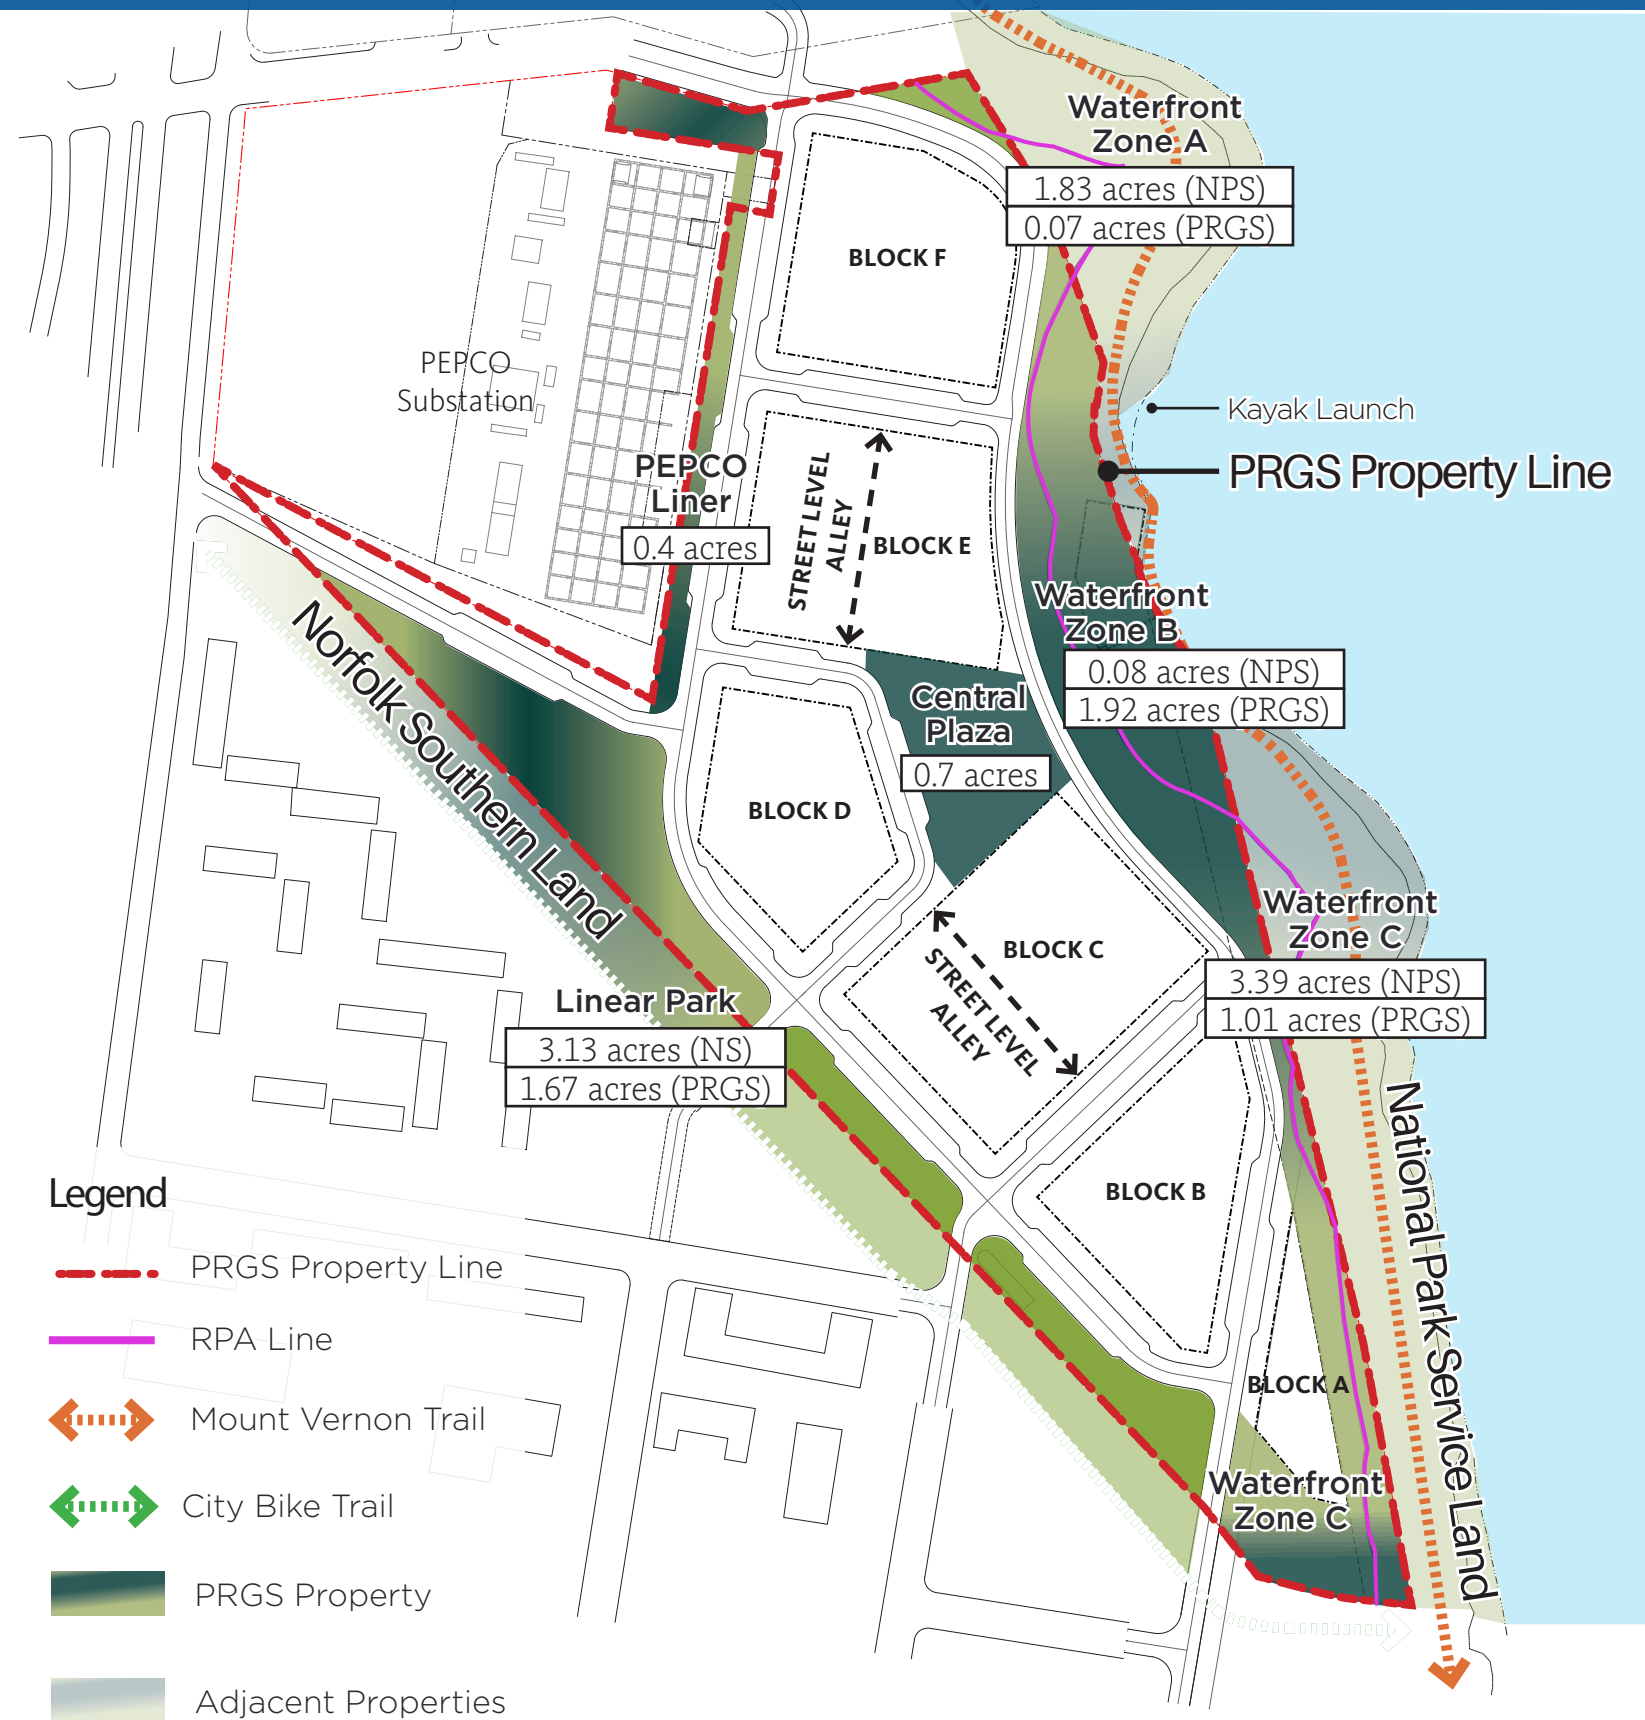 Waterfront
Zone A
1.83 acres (NPS)
0.07 acres (PRGS)
BLOCK F
PEPCO
Substation
Kayak Launch
PRGS Property Line
PEPCO
Liner
0.4 acres
STREET LEVEL
ALLEY
BLOCK E
Waterfront
Zone B
0.08 acres (NPS)
1.92 acres (PRGS)
Norfolk Southern Land
Central
Plaza
0.7 acres
BLOCK D
Waterfront
Zone C
3.39 acres (NPS)
1.01 acres (PRGS)
BLOCK C
STREET LEVEL
ALLEY
Linear Park
3.13 acres (NS)
1.67 acres (PRGS)
BLOCK B
National Park Service Land
BLOCK A
Waterfront
Zone C
Legend
PRGS Property Line
RPA Line
Mount Vernon Trail
City Bike Trail
PRGS Property
Adjacent Properties